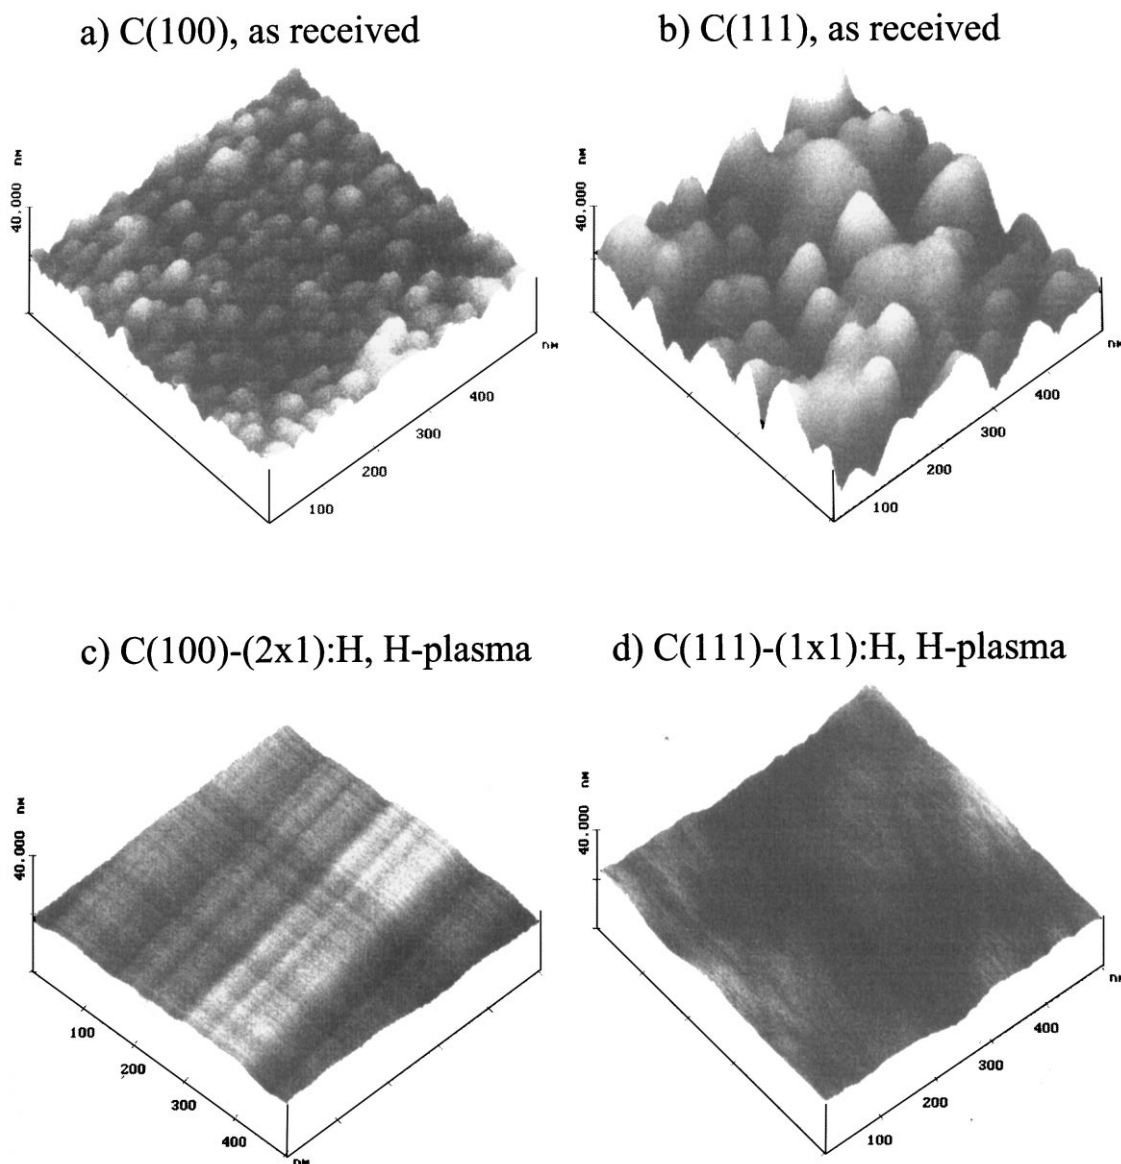 a) C(100), as received
b) C(111), as received
40.000 nm
nm
400
300
200
100
40.000 nm
nm
400
300
200
100
c) C(100)-(2x1):H, H-plasma
d) C(111)-(1x1):H, H-plasma
40.000 nm
100
200
300
400
nm
40.000 nm
nm
400
300
200
100